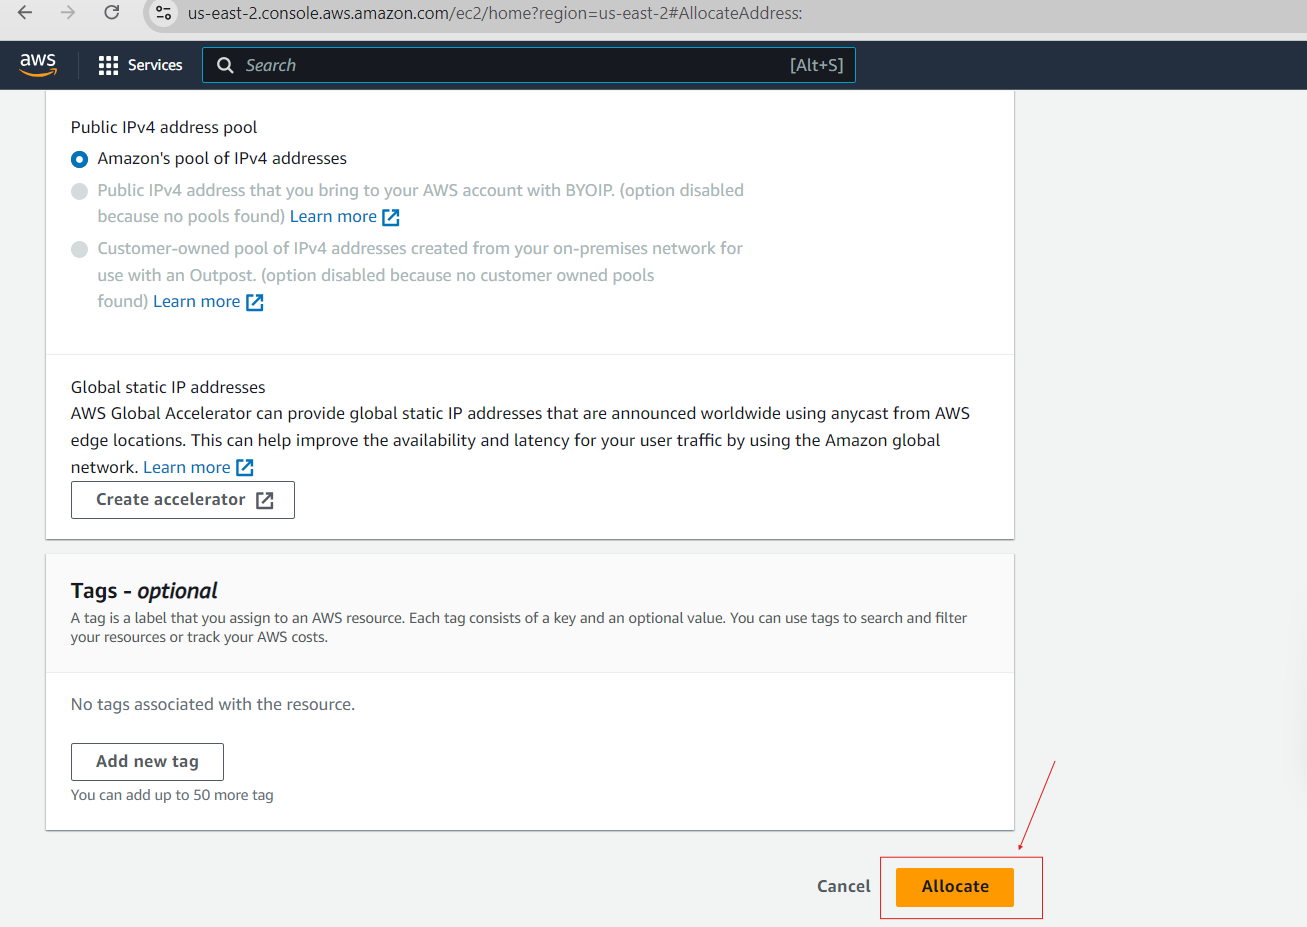 us-east-2.console.aws.amazon.com/ec2/home?region=us-east-2#AllocateAddress:
aws
Services
Search
[Alt+S]
Public IPv4 address pool
Amazon's pool of IPv4 addresses
Public IPv4 address that you bring to your AWS account with BYOIP. (option disabled
because no pools found) Learn more
Customer-owned pool of IPv4 addresses created from your on-premises network for
use with an Outpost. (option disabled because no customer owned pools
found) Learn more
Global static IP addresses
AWS Global Accelerator can provide global static IP addresses that are announced worldwide using anycast from AWS
edge locations. This can help improve the availability and latency for your user traffic by using the Amazon global
network. Learn more
Create accelerator
Tags - optional
A tag is a label that you assign to an AWS resource. Each tag consists of a key and an optional value. You can use tags to search and filter
your resources or track your AWS costs.
No tags associated with the resource.
Add new tag
You can add up to 50 more tag
Cancel
Allocate